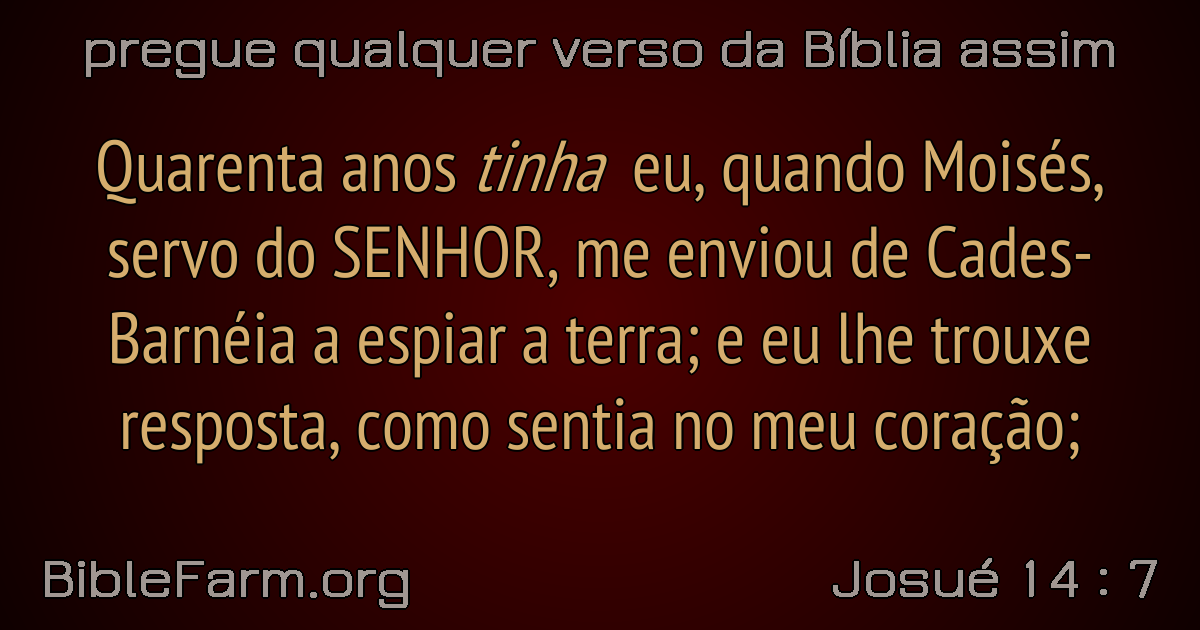 pregue qualquer verso da Bíblia assim
Quarenta anos tinha eu, quando Moisés,
servo do SENHOR, me enviou de Cades-
Barnéia a espiar a terra; e eu lhe trouxe
resposta, como sentia no meu coração;
BibleFarm.org
Josué 14 : 7